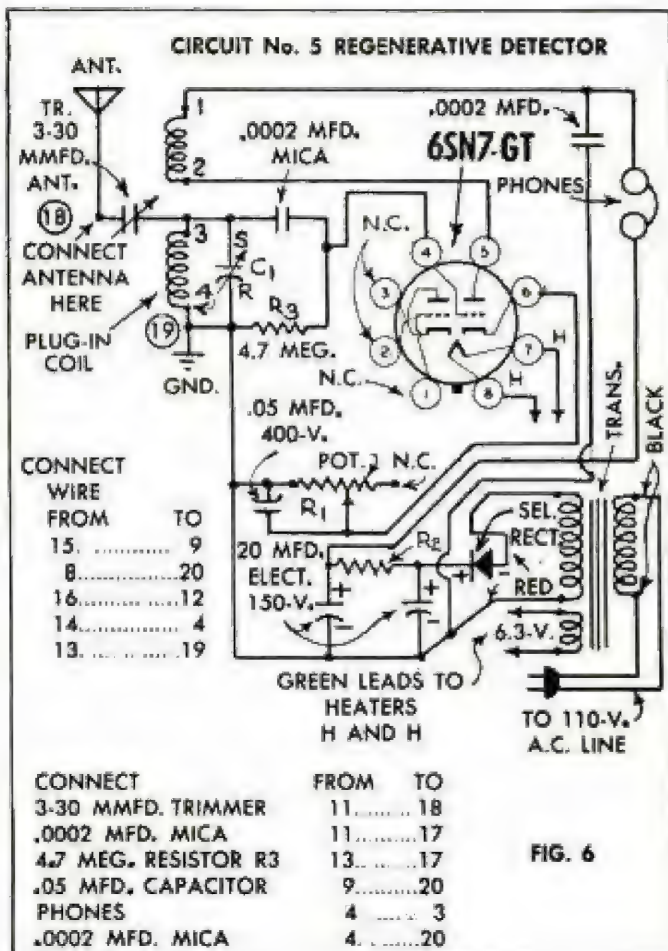 CIRCUIT No. 5 REGENERATIVE DETECTOR
ANT.
TR.
3-30
MMFD.
ANT.
18
CONNECT
ANTENNA
HERE
PLUG-IN
COIL
1
2
3
4
19
GND.
.0002 MFD.
MICA
S
C1
R
R3
4.7 MEG.
6SN7-GT
.0002 MFD.
PHONES
N.C.
4
5
3
6
2
7
1
8
H
H
N.C.
.05 MFD.
400-V.
POT.
N.C.
R1
20 MFD.
ELECT.
150-V.
+
-
R2
+
-
SEL.
RECT.
+
-
RED
TRANS.
BLACK
6.3-V.
GREEN LEADS TO
HEATERS
H AND H
TO 110-V.
A.C. LINE
CONNECT
WIRE
FROM TO
15. ............ 9
8...............20
16..............12
14.............. 4
13..............19
CONNECT FROM TO
3-30 MMFD. TRIMMER 11........ 18
.0002 MFD. MICA 11.........17
4.7 MEG. RESISTOR R3 13.........17
.05 MFD. CAPACITOR 9..........20
PHONES 4 ........ 3
.0002 MFD. MICA 4..........20
FIG. 6